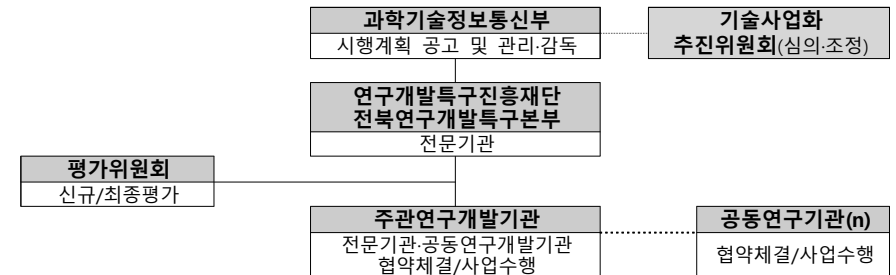 과학기술정보통신부
시행계획 공고 및 관리·감독
기술사업화
추진위원회(심의·조정)
연구개발특구진흥재단
전북연구개발특구본부
전문기관
평가위원회
신규/최종평가
주관연구개발기관
전문기관·공동연구개발기관
협약체결/사업수행
공동연구기관(n)
협약체결/사업수행